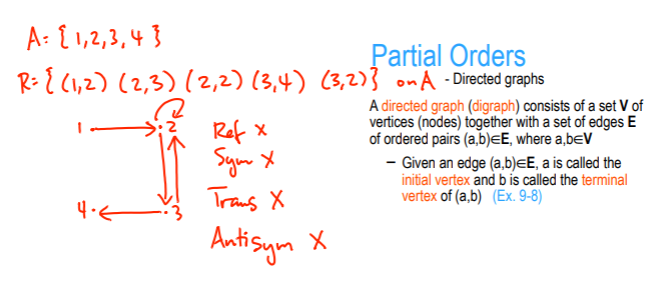 A = {1,2,3,4}
R = {(1,2) (2,3) (2,2) (3,4) (3,2)} on A
1 2
4 3
Ref X
Sym X
Trans X
Antisym X
Partial Orders
- Directed graphs
A directed graph (digraph) consists of a set V of
vertices (nodes) together with a set of edges E
of ordered pairs (a,b)∈E, where a,b∈V
– Given an edge (a,b)∈E, a is called the
initial vertex and b is called the terminal
vertex of (a,b) (Ex. 9-8)